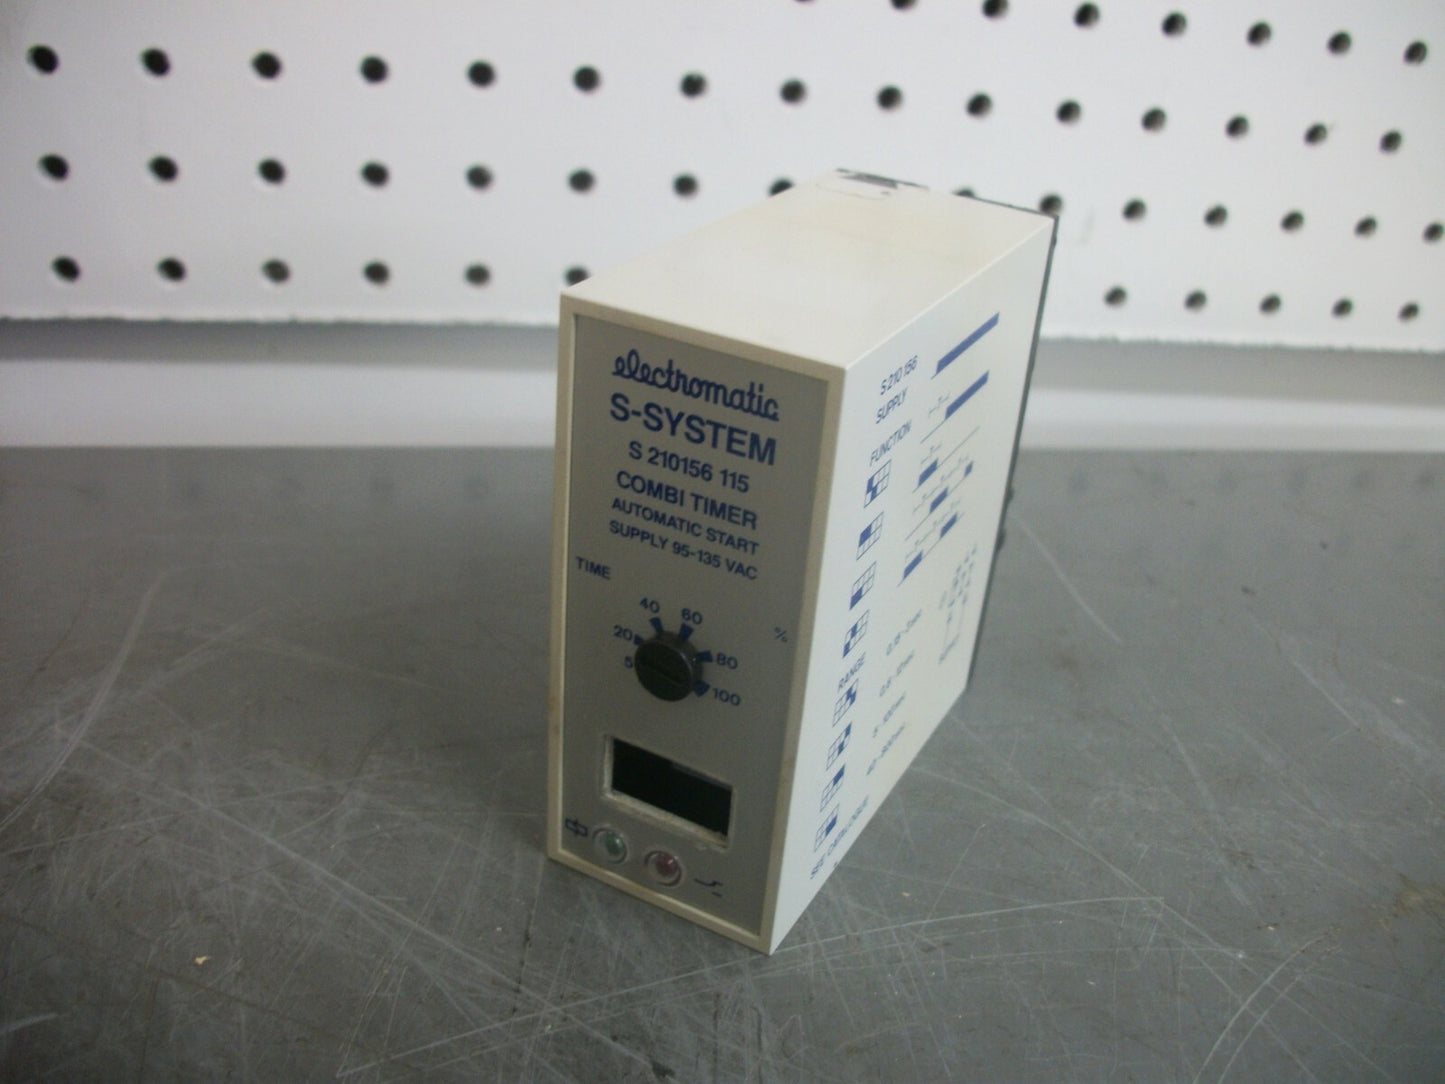 electromatic
S-SYSTEM
S 210156 115
COMBI TIMER
AUTOMATIC START
SUPPLY 95-135 VAC
TIME
%
5 20 40 60 80 100
S 210 156
SUPPLY
FUNCTION
RANGE
SEE CATALOGUE